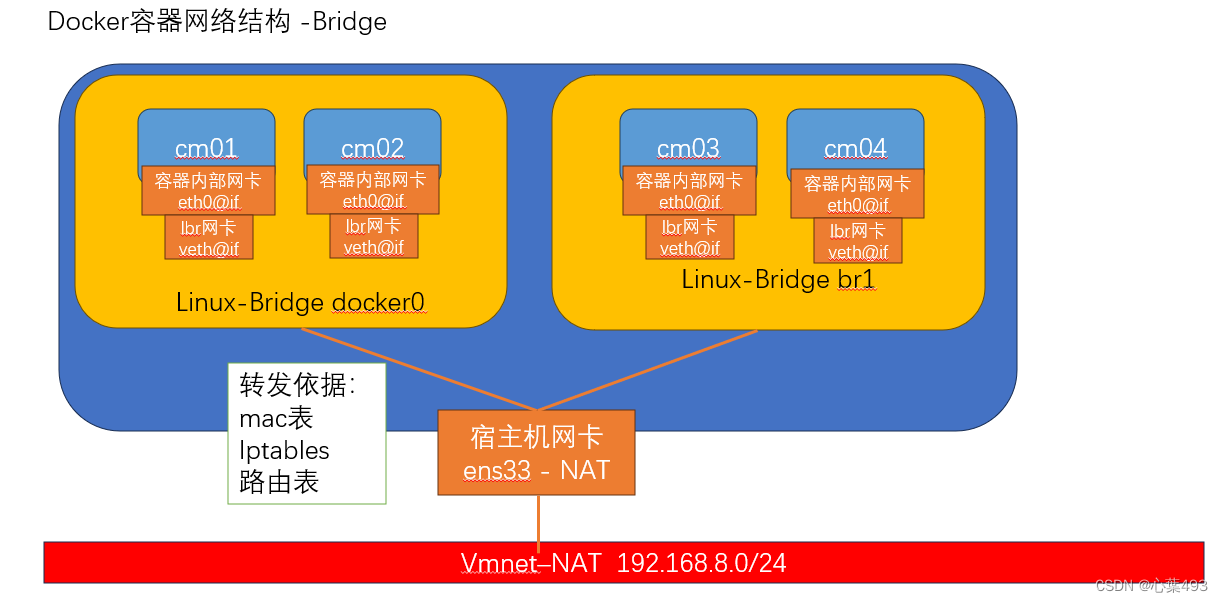 Docker容器网络结构 -Bridge
cm01
容器内部网卡
eth0@if
lbr网卡
veth@if
cm02
容器内部网卡
eth0@if
lbr网卡
veth@if
Linux-Bridge docker0
cm03
容器内部网卡
eth0@if
lbr网卡
veth@if
cm04
容器内部网卡
eth0@if
lbr网卡
veth@if
Linux-Bridge br1
转发依据：
mac表
Iptables
路由表
宿主机网卡
ens33 - NAT
Vmnet–NAT 192.168.8.0/24
CSDN @心葉493